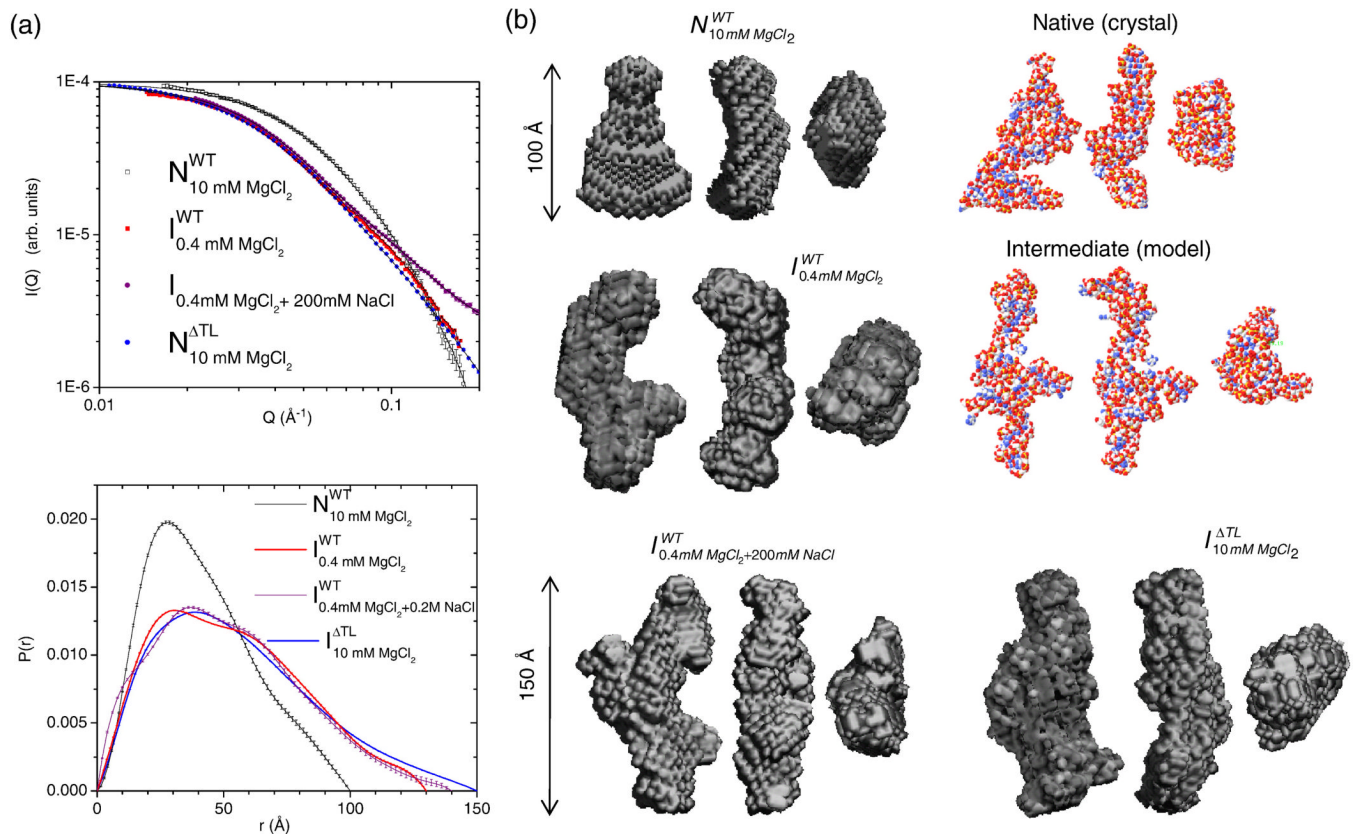 (a)
1E-4
1E-5
1E-6
I(Q) (arb. units)
N WT 10 mM MgCl₂
I WT 0.4 mM MgCl₂
I 0.4mM MgCl₂+ 200mM NaCl
N ΔTL 10 mM MgCl₂
0.01 0.1
Q (Å⁻¹)
0.020
0.015
0.010
0.005
0.000
P(r)
N WT 10 mM MgCl₂
I WT 0.4 mM MgCl₂
I WT 0.4mM MgCl₂+0.2M NaCl
I ΔTL 10 mM MgCl₂
0 50 100 150
r (Å)
(b)
N WT 10 mM MgCl₂
Native (crystal)
100 Å
I WT 0.4mM MgCl₂
Intermediate (model)
I WT 0.4mM MgCl₂+200mM NaCl
I ΔTL 10 mM MgCl₂
150 Å